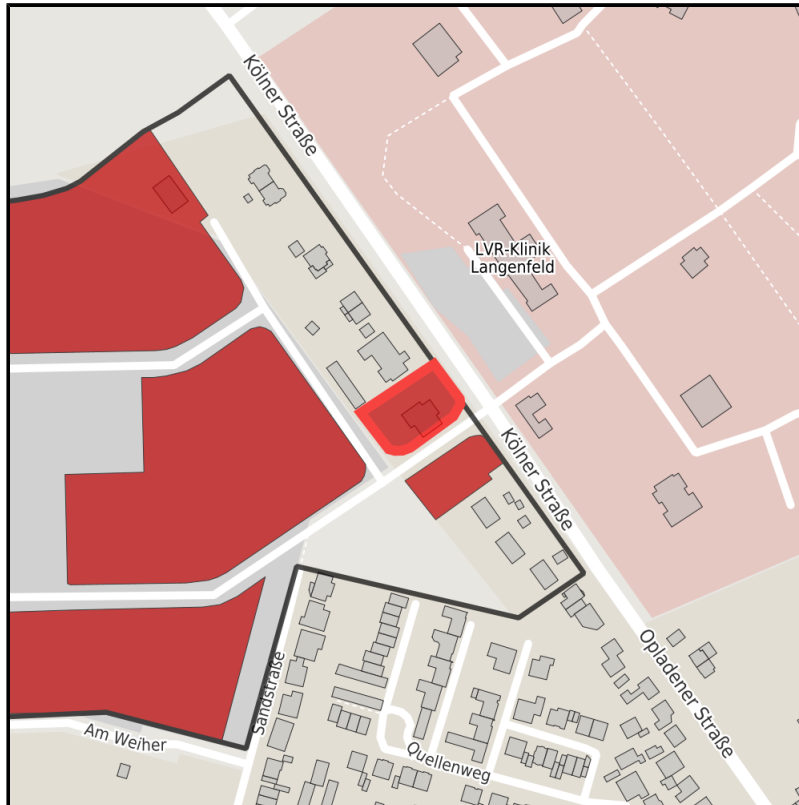 Kölner Straße
LVR-Klinik
Langenfeld
Kölner Straße
Opladener Straße
Sandstraße
Am Weiher
Quellenweg